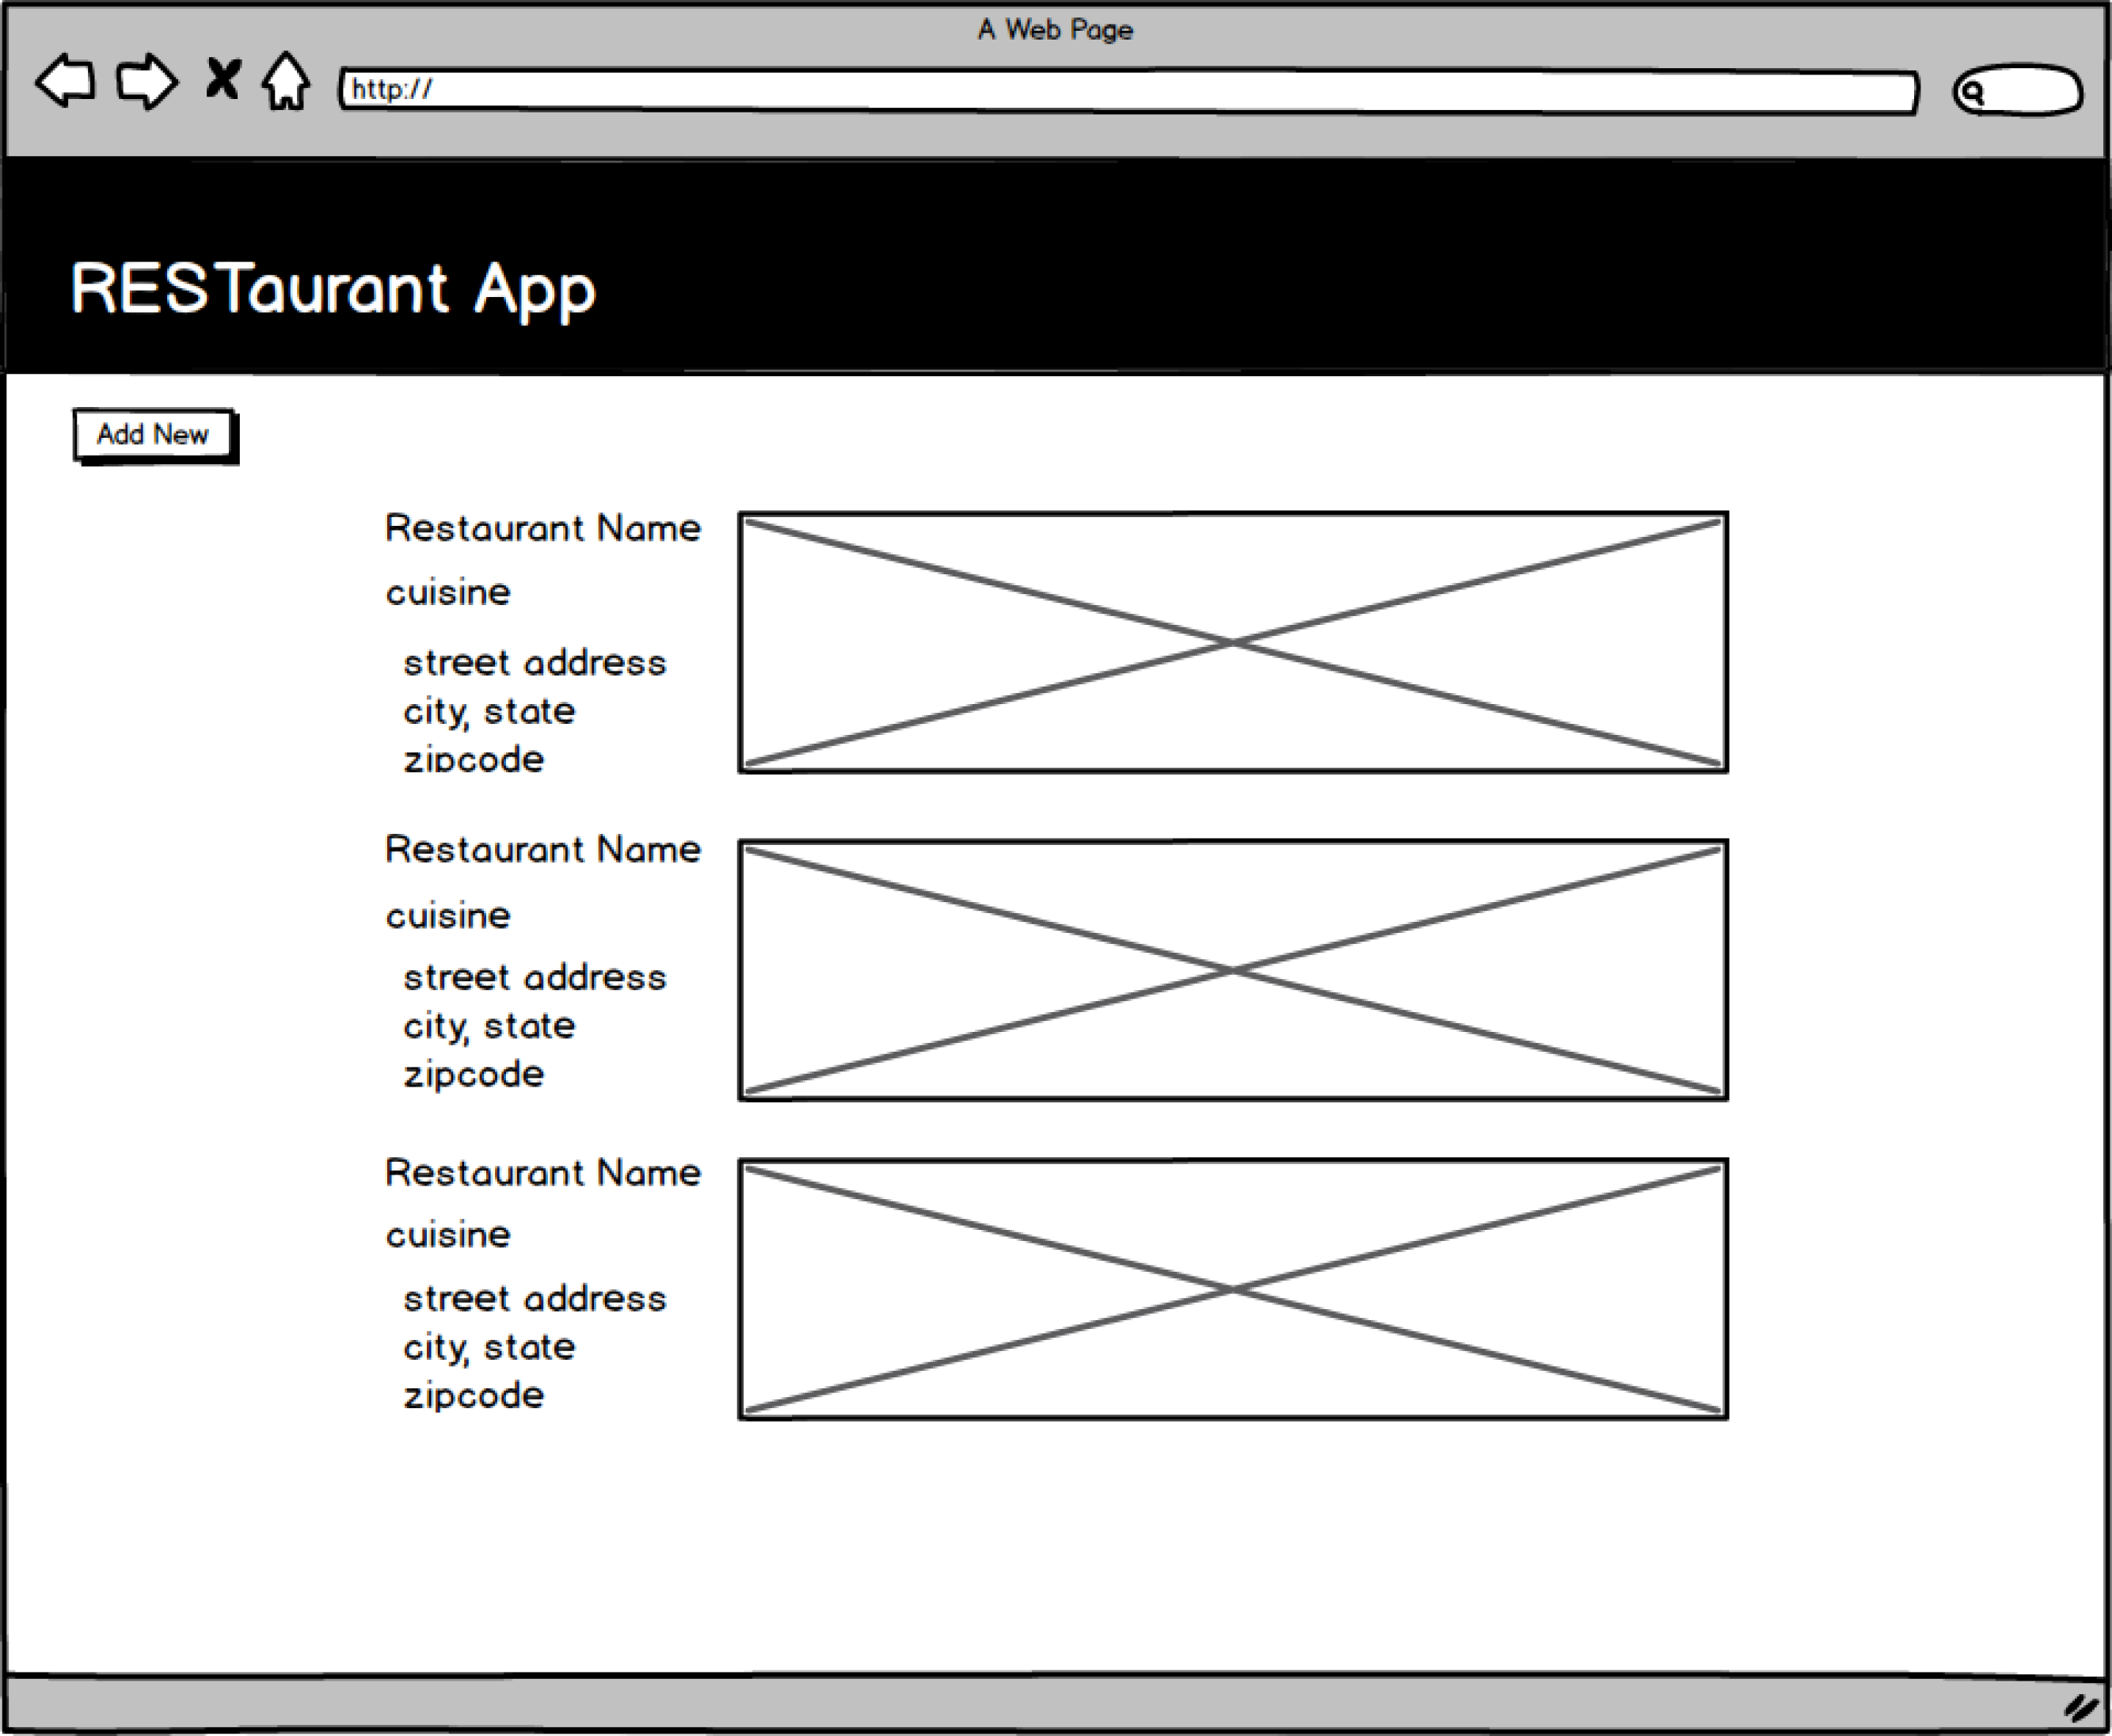 A Web Page
http://
RESTaurant App
Add New
Restaurant Name
cuisine
street address
city, state
zipcode
Restaurant Name
cuisine
street address
city, state
zipcode
Restaurant Name
cuisine
street address
city, state
zipcode